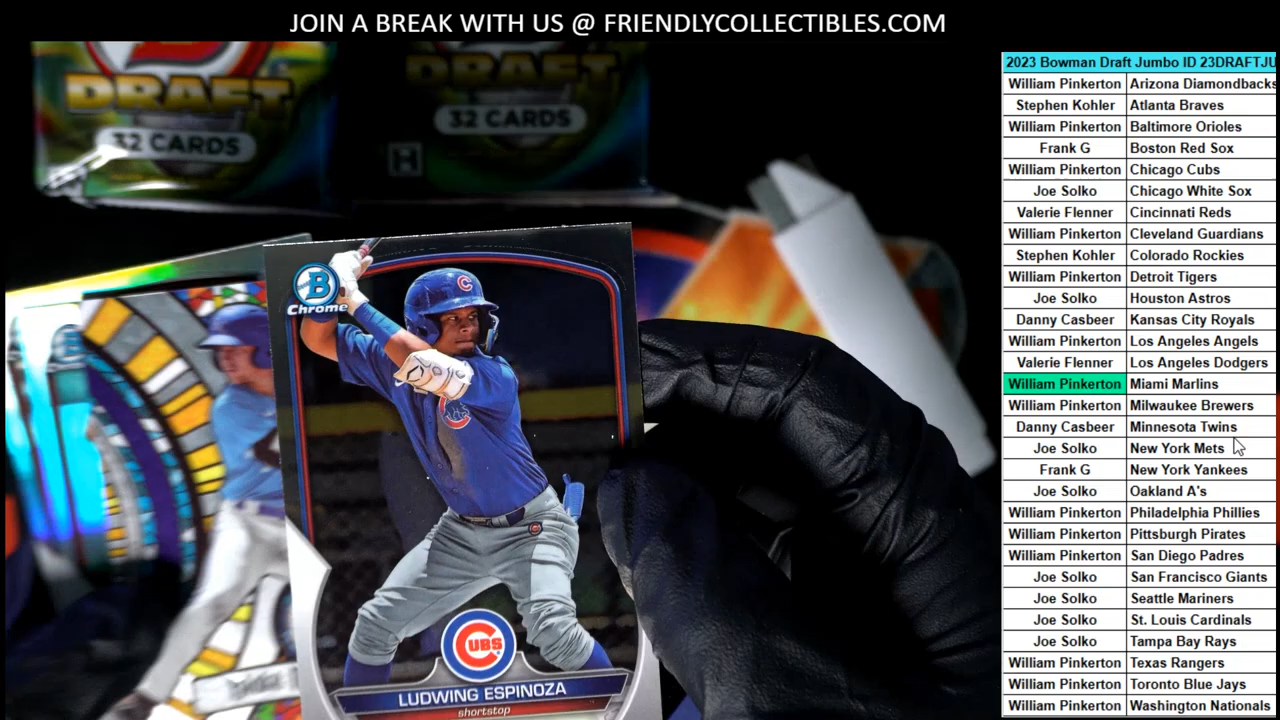 JOIN A BREAK WITH US @ FRIENDLYCOLLECTIBLES.COM
DRAFT
32 CARDS
DRAFT
32 CARDS
H
B
Chrome
C
C
CUBS
LUDWING ESPINOZA
shortstop
2023 Bowman Draft Jumbo ID 23DRAFTJU
William Pinkerton Arizona Diamondbacks
Stephen Kohler Atlanta Braves
William Pinkerton Baltimore Orioles
Frank G Boston Red Sox
William Pinkerton Chicago Cubs
Joe Solko Chicago White Sox
Valerie Flenner Cincinnati Reds
William Pinkerton Cleveland Guardians
Stephen Kohler Colorado Rockies
William Pinkerton Detroit Tigers
Joe Solko Houston Astros
Danny Casbeer Kansas City Royals
William Pinkerton Los Angeles Angels
Valerie Flenner Los Angeles Dodgers
William Pinkerton Miami Marlins
William Pinkerton Milwaukee Brewers
Danny Casbeer Minnesota Twins
Joe Solko New York Mets
Frank G New York Yankees
Joe Solko Oakland A's
William Pinkerton Philadelphia Phillies
William Pinkerton Pittsburgh Pirates
William Pinkerton San Diego Padres
Joe Solko San Francisco Giants
Joe Solko Seattle Mariners
Joe Solko St. Louis Cardinals
Joe Solko Tampa Bay Rays
William Pinkerton Texas Rangers
William Pinkerton Toronto Blue Jays
William Pinkerton Washington Nationals